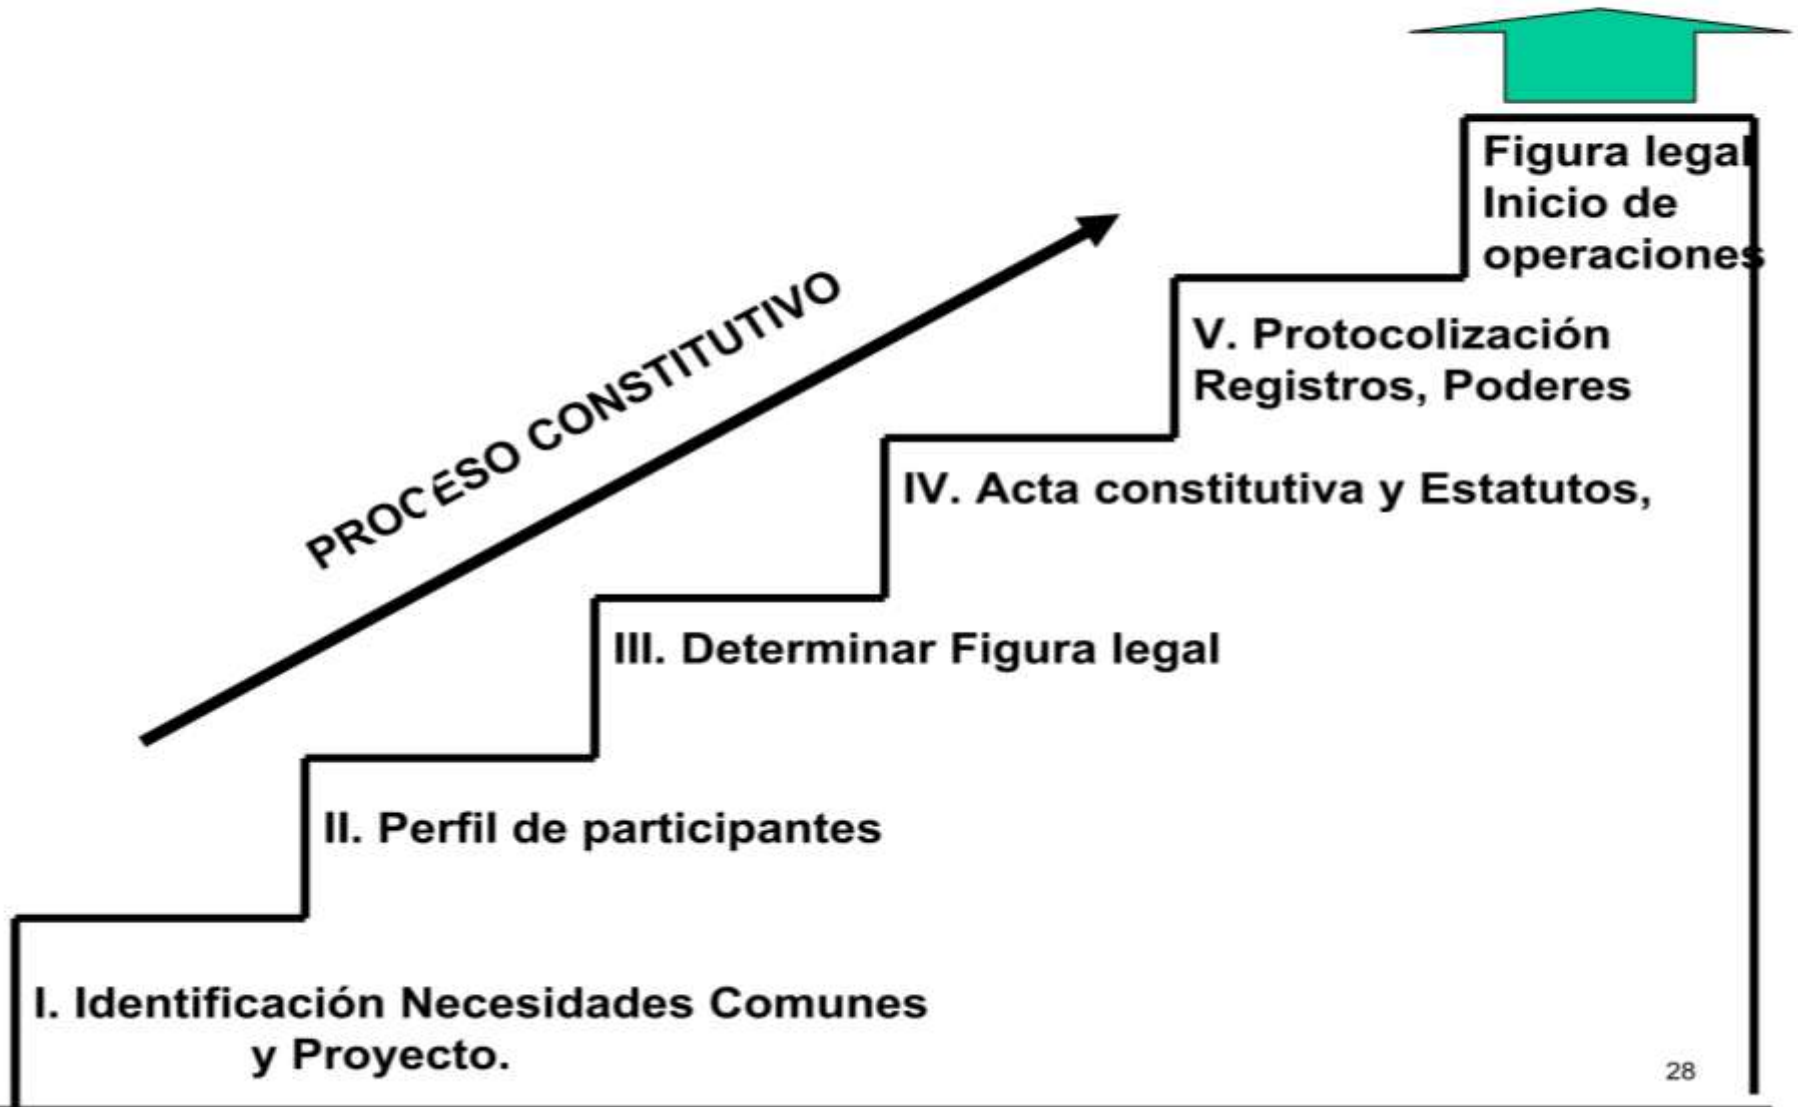 Figura legal
Inicio de
operaciones
PROCESO CONSTITUTIVO
V. Protocolización
Registros, Poderes
IV. Acta constitutiva y Estatutos,
III. Determinar Figura legal
II. Perfil de participantes
I. Identificación Necesidades Comunes
y Proyecto.
28